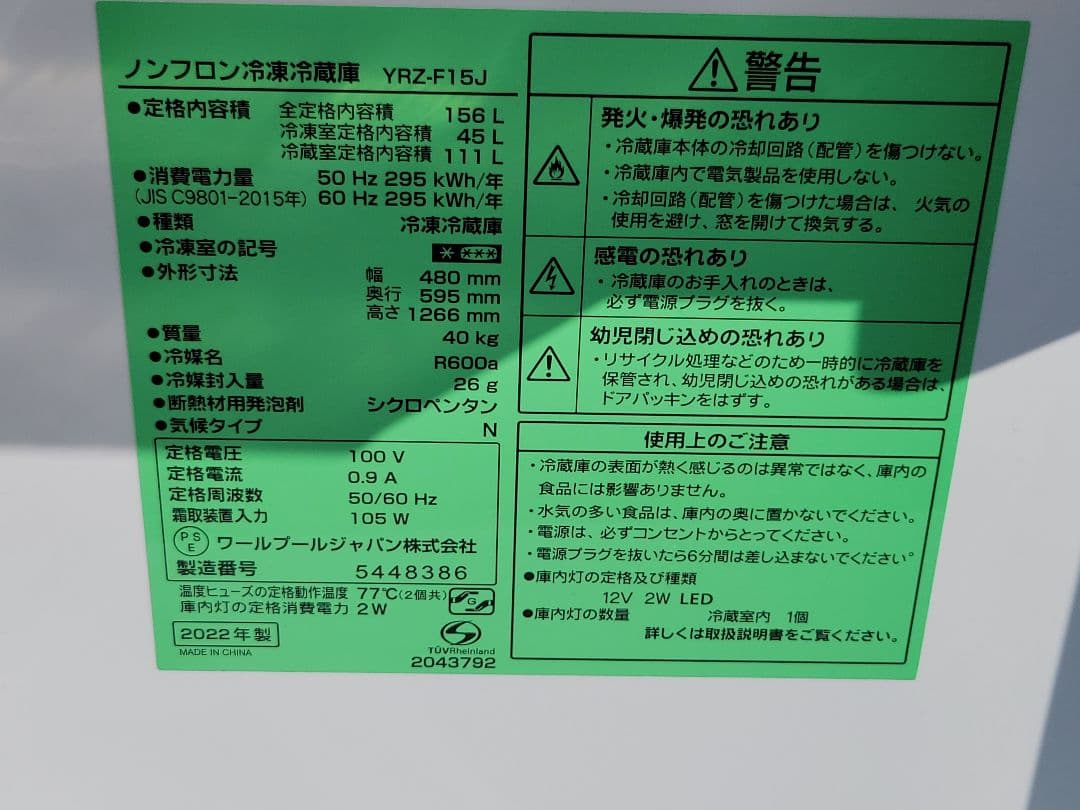 ノンフロン冷凍冷蔵庫 YRZ-F15J
●定格内容積 全定格内容積 156 L
冷凍室定格内容積 45 L
冷蔵室定格内容積 111 L
●消費電力量 50 Hz 295 kWh/年
(JIS C9801-2015年) 60 Hz 295 kWh/年
●種類 冷凍冷蔵庫
●冷凍室の記号
●外形寸法 幅 480 mm
奥行 595 mm
高さ 1266 mm
●質量 40 kg
●冷媒名 R600a
●冷媒封入量 26 g
●断熱材用発泡剤 シクロペンタン
●気候タイプ N
定格電圧 100 V
定格電流 0.9 A
定格周波数 50/60 Hz
霜取装置入力 105 W
PSE ワールプールジャパン株式会社
製造番号 5448386
温度ヒューズの定格動作温度 77℃(2個共)
庫内灯の定格消費電力 2W
G
2022年製
MADE IN CHINA
TÜVRheinland
2043792
警告
発火・爆発の恐れあり
・冷蔵庫本体の冷却回路(配管)を傷つけない。
・冷蔵庫内で電気製品を使用しない。
・冷却回路(配管)を傷つけた場合は、火気の
使用を避け、窓を開けて換気する。
感電の恐れあり
・冷蔵庫のお手入れのときは、
必ず電源プラグを抜く。
幼児閉じ込めの恐れあり
・リサイクル処理などのため一時的に冷蔵庫を
保管され、幼児閉じ込めの恐れがある場合は、
ドアパッキンをはずす。
使用上のご注意
・冷蔵庫の表面が熱く感じるのは異常ではなく、庫内の
食品には影響ありません。
・水気の多い食品は、庫内の奥に置かないでください。
・電源は、必ずコンセントからとってください。
・電源プラグを抜いたら6分間は差し込まないでください。
●庫内灯の定格及び種類
12V 2W LED
●庫内灯の数量 冷蔵室内 1個
詳しくは取扱説明書をご覧ください。